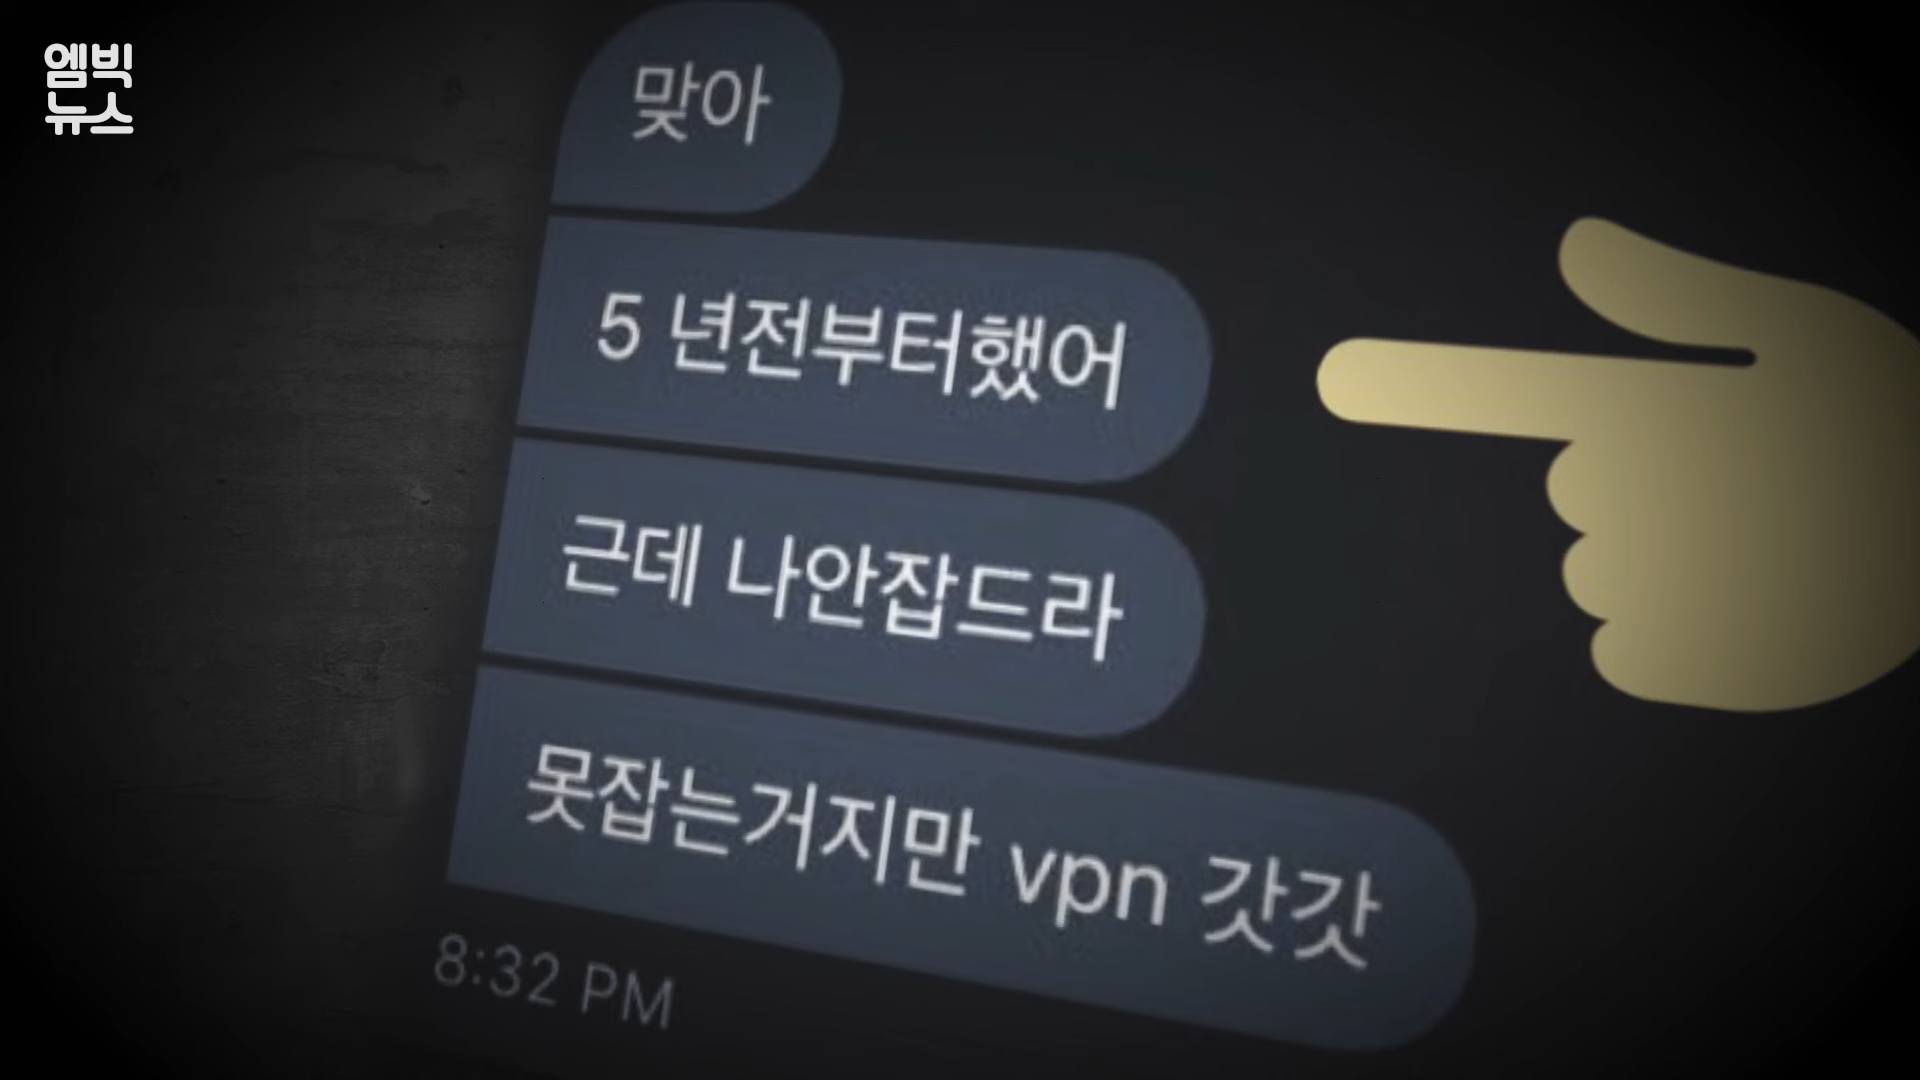 엠빅
뉴스
맞아
5 년전부터했어
근데 나안잡드라
못잡는거지만 vpn 갓갓
8:32 PM